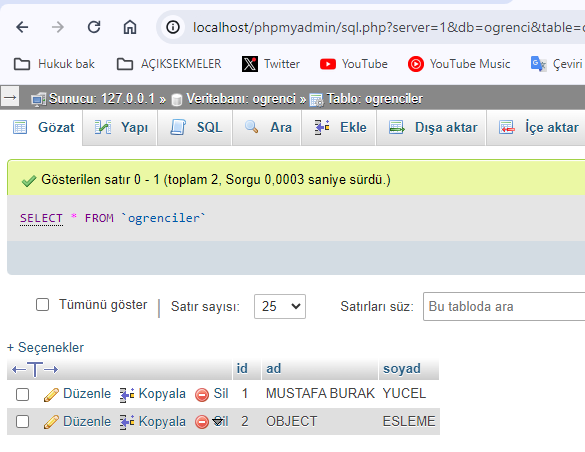 localhost/phpmyadmin/sql.php?server=1&db=ogrenci&table=
Hukuk bak AÇIKSEKMELER Twitter YouTube YouTube Music Çeviri
Sunucu: 127.0.0.1 » Veritabanı: ogrenci » Tablo: ogrenciler
Gözat Yapı SQL Ara Ekle Dışa aktar İçe aktar
Gösterilen satır 0 - 1 (toplam 2, Sorgu 0,0003 saniye sürdü.)
SELECT * FROM `ogrenciler`
Tümünü göster Satır sayısı: 25 Satırları süz: Bu tabloda ara
+ Seçenekler
←T→ id ad soyad
Düzenle Kopyala Sil 1 MUSTAFA BURAK YUCEL
Düzenle Kopyala Sil 2 OBJECT ESLEME